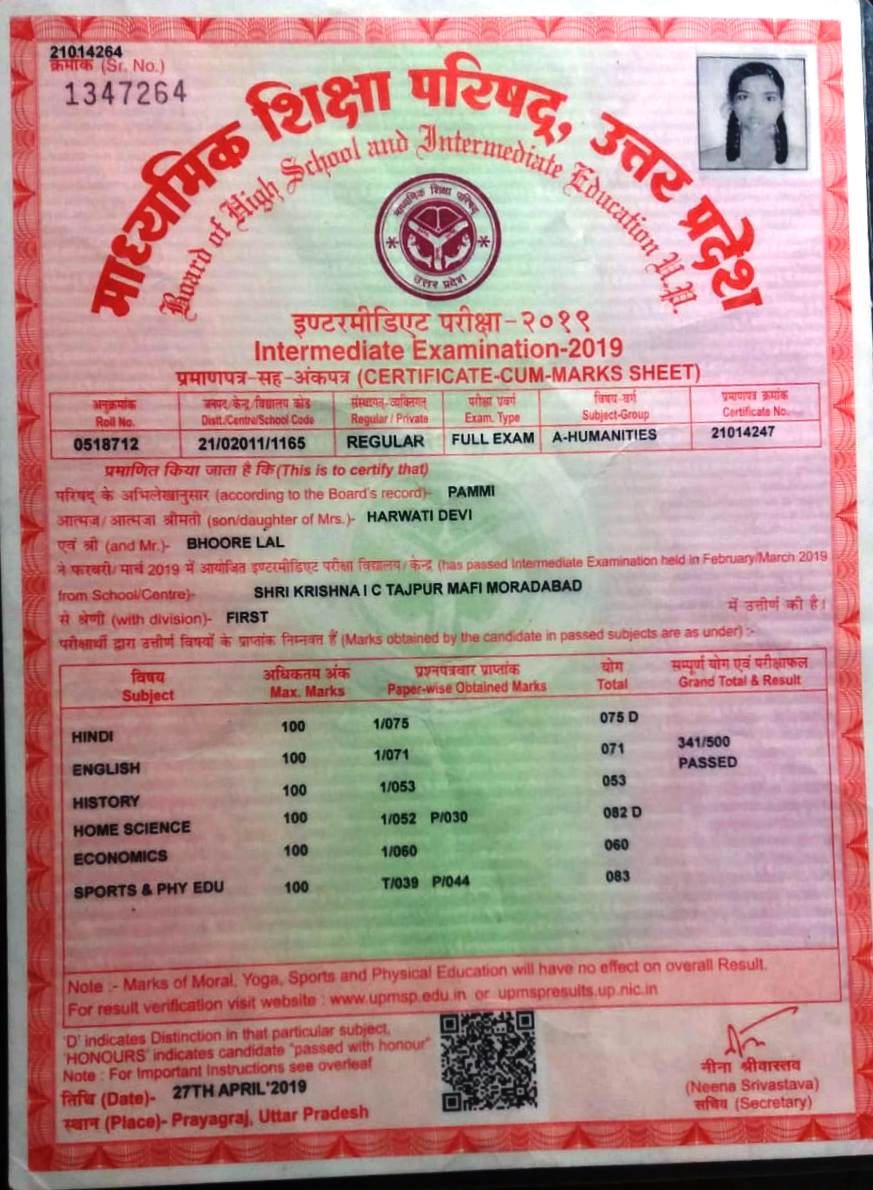 21014264
क्रमांक (Sr. No.)
1347264
माध्यमिक शिक्षा परिषद्, उत्तर प्रदेश
Board of High School and Intermediate Education U.P.
माध्यमिक शिक्षा परिषद्
उत्तर प्रदेश
इण्टरमीडिएट परीक्षा-२०१९
Intermediate Examination-2019
प्रमाणपत्र-सह-अंकपत्र (CERTIFICATE-CUM-MARKS SHEET)
अनुक्रमांक जनपद/केन्द्र/विद्यालय कोड संस्थागत-व्यक्तिगत परीक्षा प्रवर्ग विषय-वर्ग प्रमाणपत्र क्रमांक
Roll No. Distt./Centre/School Code Regular / Private Exam. Type Subject-Group Certificate No.
0518712 21/02011/1165 REGULAR FULL EXAM A-HUMANITIES 21014247
प्रमाणित किया जाता है कि (This is to certify that)
परिषद् के अभिलेखानुसार (according to the Board's record)- PAMMI
आत्मज/आत्मजा श्रीमती (son/daughter of Mrs.)- HARWATI DEVI
एवं श्री (and Mr.)- BHOORE LAL
ने फरवरी/मार्च 2019 में आयोजित इण्टरमीडिएट परीक्षा विद्यालय/केन्द्र (has passed Intermediate Examination held in February/March 2019
from School/Centre)- SHRI KRISHNA I C TAJPUR MAFI MORADABAD
से श्रेणी (with division)- FIRST में उत्तीर्ण की है।
परीक्षार्थी द्वारा उत्तीर्ण विषयों के प्राप्तांक निम्नवत हैं (Marks obtained by the candidate in passed subjects are as under) :-
विषय अधिकतम अंक प्रश्नपत्रवार प्राप्तांक योग सम्पूर्ण योग एवं परीक्षाफल
Subject Max. Marks Paper-wise Obtained Marks Total Grand Total & Result
HINDI 100 1/075 075 D
ENGLISH 100 1/071 071 341/500
PASSED
HISTORY 100 1/053 053
HOME SCIENCE 100 1/052 P/030 082 D
ECONOMICS 100 1/060 060
SPORTS & PHY EDU 100 T/039 P/044 083
Note :- Marks of Moral, Yoga, Sports and Physical Education will have no effect on overall Result.
For result verification visit website : www.upmsp.edu.in or upmspresults.up.nic.in
'D' indicates Distinction in that particular subject,
'HONOURS' indicates candidate "passed with honour"
Note : For Important Instructions see overleaf
तिथि (Date)- 27TH APRIL'2019
स्थान (Place)- Prayagraj, Uttar Pradesh
नीना श्रीवास्तव
(Neena Srivastava)
सचिव (Secretary)